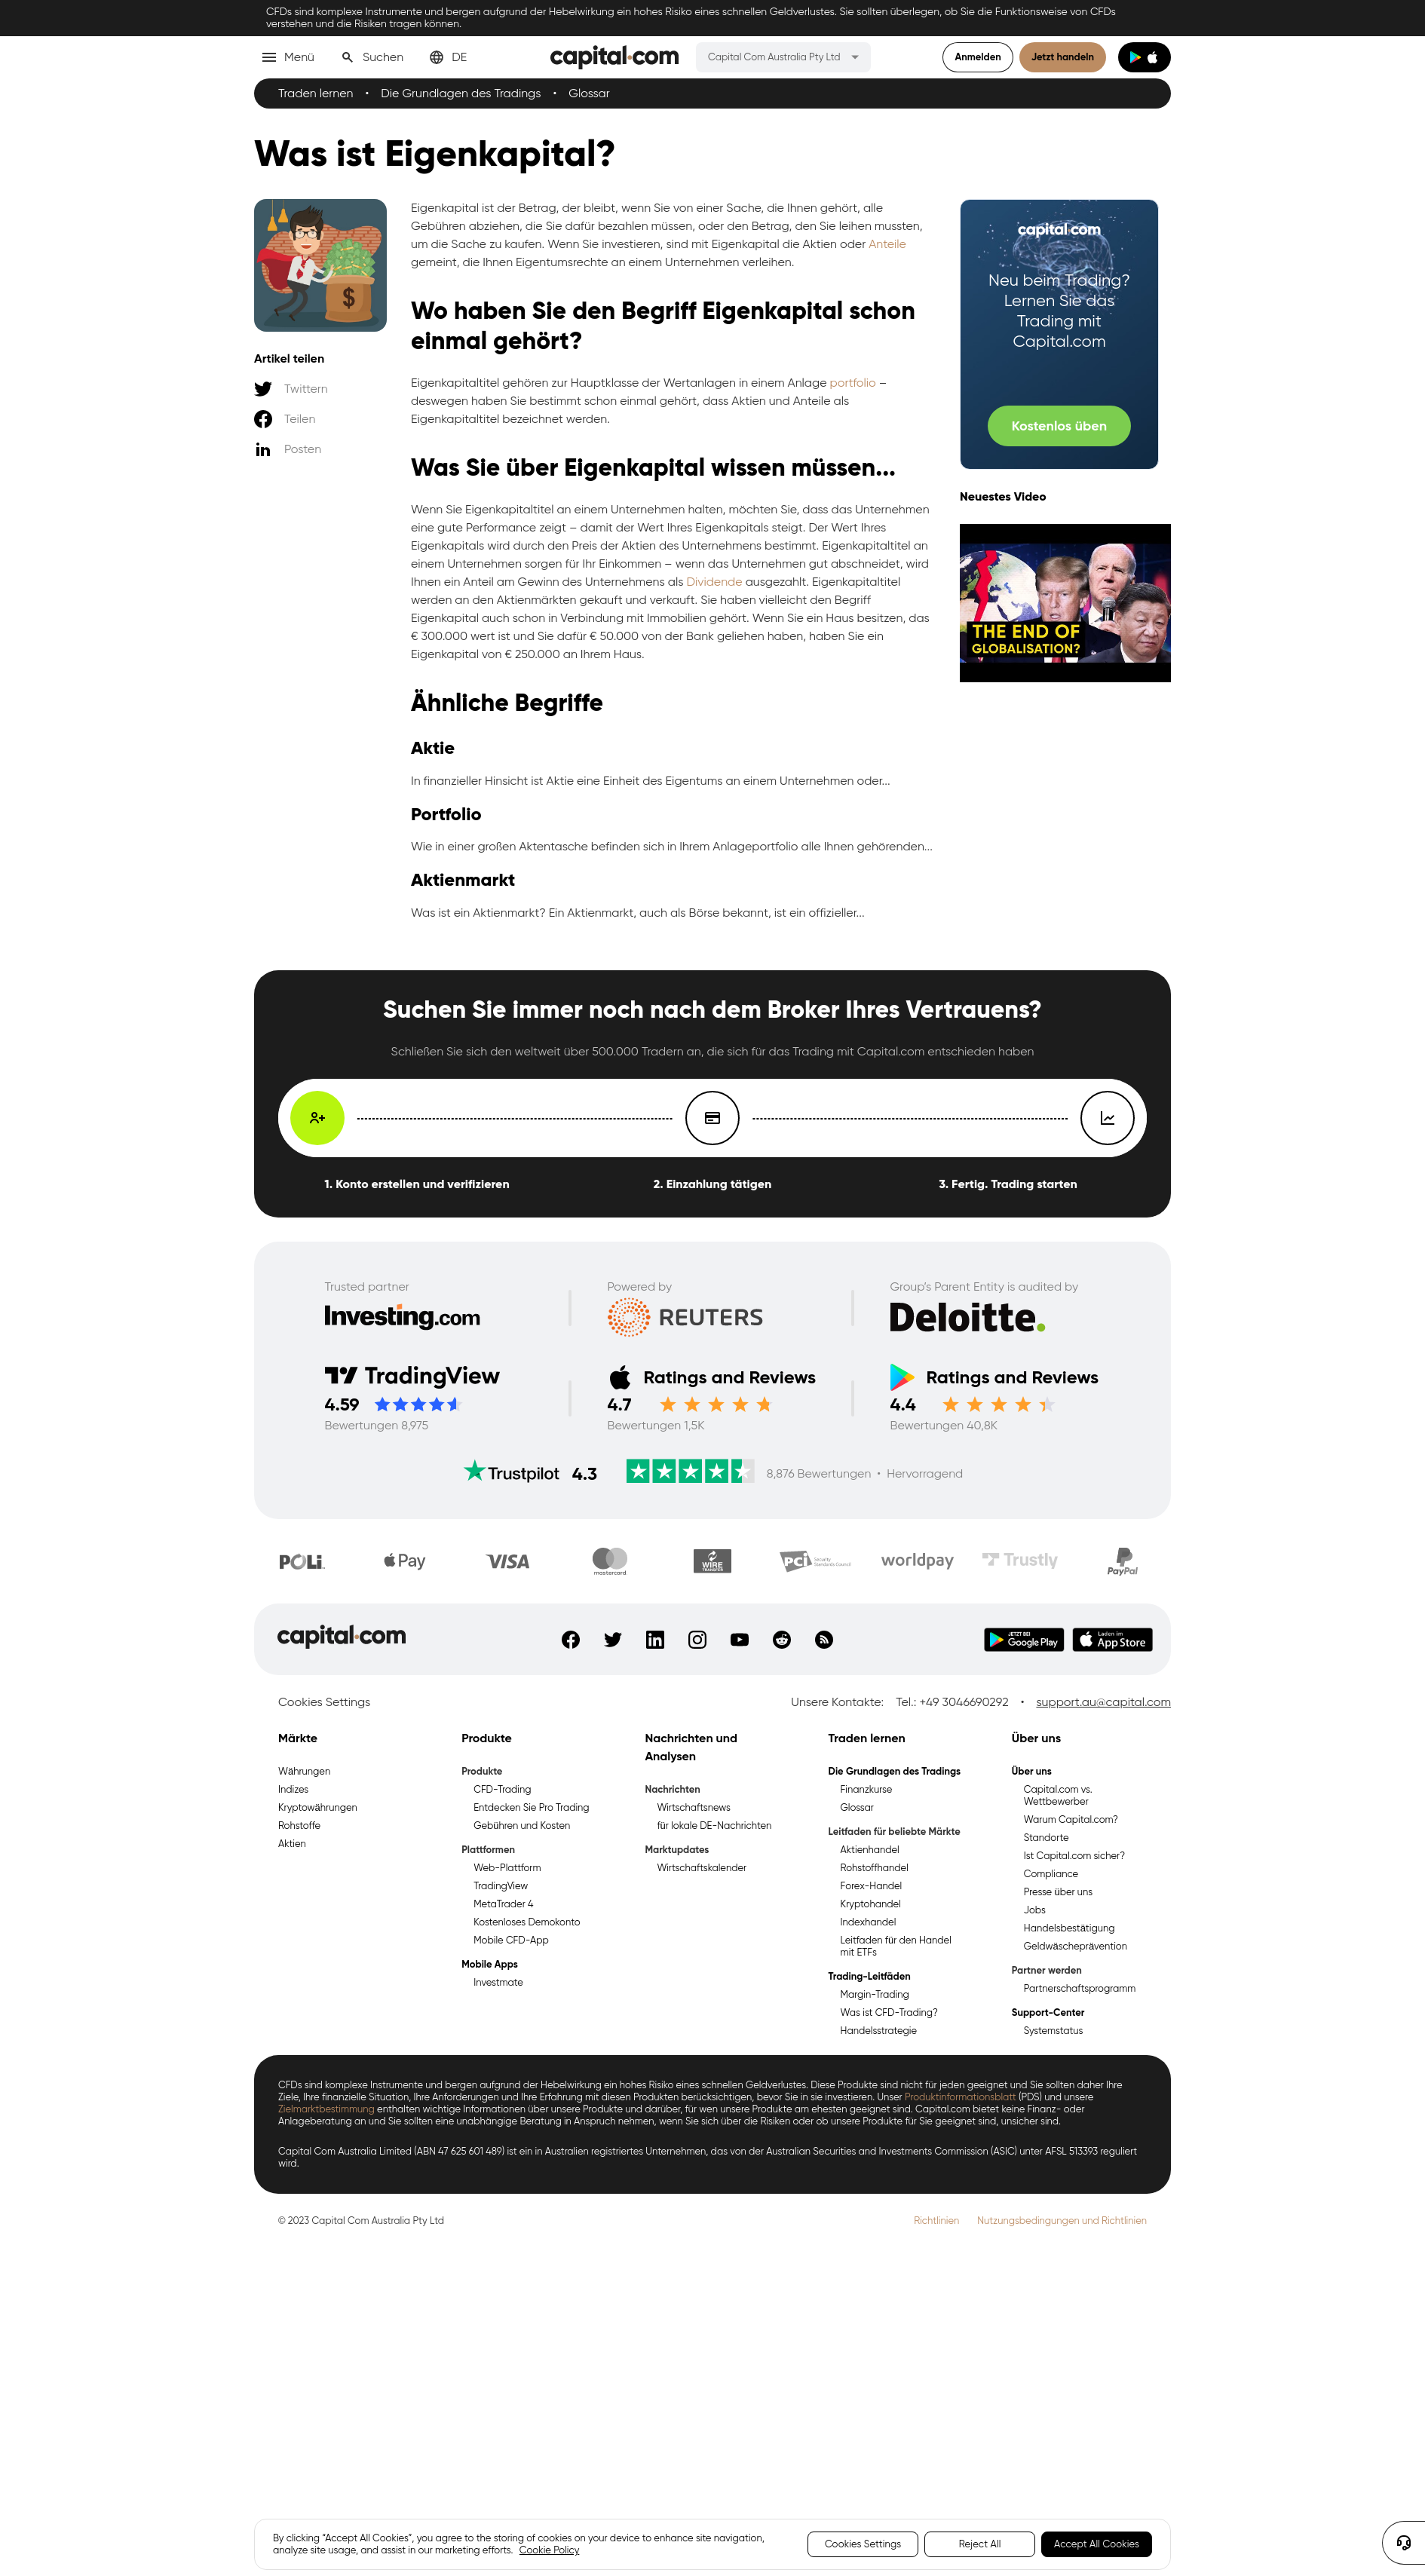 CFDs sind komplexe Instrumente und bergen aufgrund der Hebelwirkung ein hohes Risiko eines schnellen Geldverlustes. Sie sollten überlegen, ob Sie die Funktionsweise von CFDs
verstehen und die Risiken tragen können.
Menü
Suchen
DE
capital.com
Capital Com Australia Pty Ltd
Anmelden
Jetzt handeln
Traden lernen • Die Grundlagen des Tradings • Glossar
Was ist Eigenkapital?
Artikel teilen
Twittern
Teilen
Posten
Eigenkapital ist der Betrag, der bleibt, wenn Sie von einer Sache, die Ihnen gehört, alle
Gebühren abziehen, die Sie dafür bezahlen müssen, oder den Betrag, den Sie leihen mussten,
um die Sache zu kaufen. Wenn Sie investieren, sind mit Eigenkapital die Aktien oder Anteile
gemeint, die Ihnen Eigentumsrechte an einem Unternehmen verleihen.
Wo haben Sie den Begriff Eigenkapital schon
einmal gehört?
Eigenkapitaltitel gehören zur Hauptklasse der Wertanlagen in einem Anlage portfolio –
deswegen haben Sie bestimmt schon einmal gehört, dass Aktien und Anteile als
Eigenkapitaltitel bezeichnet werden.
Was Sie über Eigenkapital wissen müssen...
Wenn Sie Eigenkapitaltitel an einem Unternehmen halten, möchten Sie, dass das Unternehmen
eine gute Performance zeigt – damit der Wert Ihres Eigenkapitals steigt. Der Wert Ihres
Eigenkapitals wird durch den Preis der Aktien des Unternehmens bestimmt. Eigenkapitaltitel an
einem Unternehmen sorgen für Ihr Einkommen – wenn das Unternehmen gut abschneidet, wird
Ihnen ein Anteil am Gewinn des Unternehmens als Dividende ausgezahlt. Eigenkapitaltitel
werden an den Aktienmärkten gekauft und verkauft. Sie haben vielleicht den Begriff
Eigenkapital auch schon in Verbindung mit Immobilien gehört. Wenn Sie ein Haus besitzen, das
€ 300.000 wert ist und Sie dafür € 50.000 von der Bank geliehen haben, haben Sie ein
Eigenkapital von € 250.000 an Ihrem Haus.
Ähnliche Begriffe
Aktie
In finanzieller Hinsicht ist Aktie eine Einheit des Eigentums an einem Unternehmen oder...
Portfolio
Wie in einer großen Aktentasche befinden sich in Ihrem Anlageportfolio alle Ihnen gehörenden...
Aktienmarkt
Was ist ein Aktienmarkt? Ein Aktienmarkt, auch als Börse bekannt, ist ein offizieller...
capital.com
Neu beim Trading?
Lernen Sie das
Trading mit
Capital.com
Kostenlos üben
Neuestes Video
THE END OF
GLOBALISATION?
Suchen Sie immer noch nach dem Broker Ihres Vertrauens?
Schließen Sie sich den weltweit über 500.000 Tradern an, die sich für das Trading mit Capital.com entschieden haben
1. Konto erstellen und verifizieren
2. Einzahlung tätigen
3. Fertig. Trading starten
Trusted partner
Investing.com
Powered by
REUTERS
Group's Parent Entity is audited by
Deloitte.
TradingView
4.59
Bewertungen 8,975
Ratings and Reviews
4.7
Bewertungen 1,5K
Ratings and Reviews
4.4
Bewertungen 40,8K
Trustpilot 4.3
8,876 Bewertungen • Hervorragend
POLi
Pay
VISA
mastercard
WIRE
TRANSFER
PCI Security
Standards Council
worldpay
Trustly
PayPal
capital.com
JETZT BEI
Google Play
Laden im
App Store
Cookies Settings
Unsere Kontakte: Tel.: +49 3046690292 • support.au@capital.com
Märkte
Währungen
Indizes
Kryptowährungen
Rohstoffe
Aktien
Produkte
Produkte
CFD-Trading
Entdecken Sie Pro Trading
Gebühren und Kosten
Plattformen
Web-Plattform
TradingView
MetaTrader 4
Kostenloses Demokonto
Mobile CFD-App
Mobile Apps
Investmate
Nachrichten und
Analysen
Nachrichten
Wirtschaftsnews
für lokale DE-Nachrichten
Marktupdates
Wirtschaftskalender
Traden lernen
Die Grundlagen des Tradings
Finanzkurse
Glossar
Leitfaden für beliebte Märkte
Aktienhandel
Rohstoffhandel
Forex-Handel
Kryptohandel
Indexhandel
Leitfaden für den Handel
mit ETFs
Trading-Leitfäden
Margin-Trading
Was ist CFD-Trading?
Handelsstrategie
Über uns
Über uns
Capital.com vs.
Wettbewerber
Warum Capital.com?
Standorte
Ist Capital.com sicher?
Compliance
Presse über uns
Jobs
Handelsbestätigung
Geldwäscheprävention
Partner werden
Partnerschaftsprogramm
Support-Center
Systemstatus
CFDs sind komplexe Instrumente und bergen aufgrund der Hebelwirkung ein hohes Risiko eines schnellen Geldverlustes. Diese Produkte sind nicht für jeden geeignet und Sie sollten daher Ihre
Ziele, Ihre finanzielle Situation, Ihre Anforderungen und Ihre Erfahrung mit diesen Produkten berücksichtigen, bevor Sie in sie investieren. Unser Produktinformationsblatt (PDS) und unsere
Zielmarktbestimmung enthalten wichtige Informationen über unsere Produkte und darüber, für wen unsere Produkte am ehesten geeignet sind. Capital.com bietet keine Finanz- oder
Anlageberatung an und Sie sollten eine unabhängige Beratung in Anspruch nehmen, wenn Sie sich über die Risiken oder ob unsere Produkte für Sie geeignet sind, unsicher sind.
Capital Com Australia Limited (ABN 47 625 601 489) ist ein in Australien registriertes Unternehmen, das von der Australian Securities and Investments Commission (ASIC) unter AFSL 513393 reguliert
wird.
© 2023 Capital Com Australia Pty Ltd
Richtlinien
Nutzungsbedingungen und Richtlinien
By clicking “Accept All Cookies”, you agree to the storing of cookies on your device to enhance site navigation,
analyze site usage, and assist in our marketing efforts. Cookie Policy
Cookies Settings
Reject All
Accept All Cookies